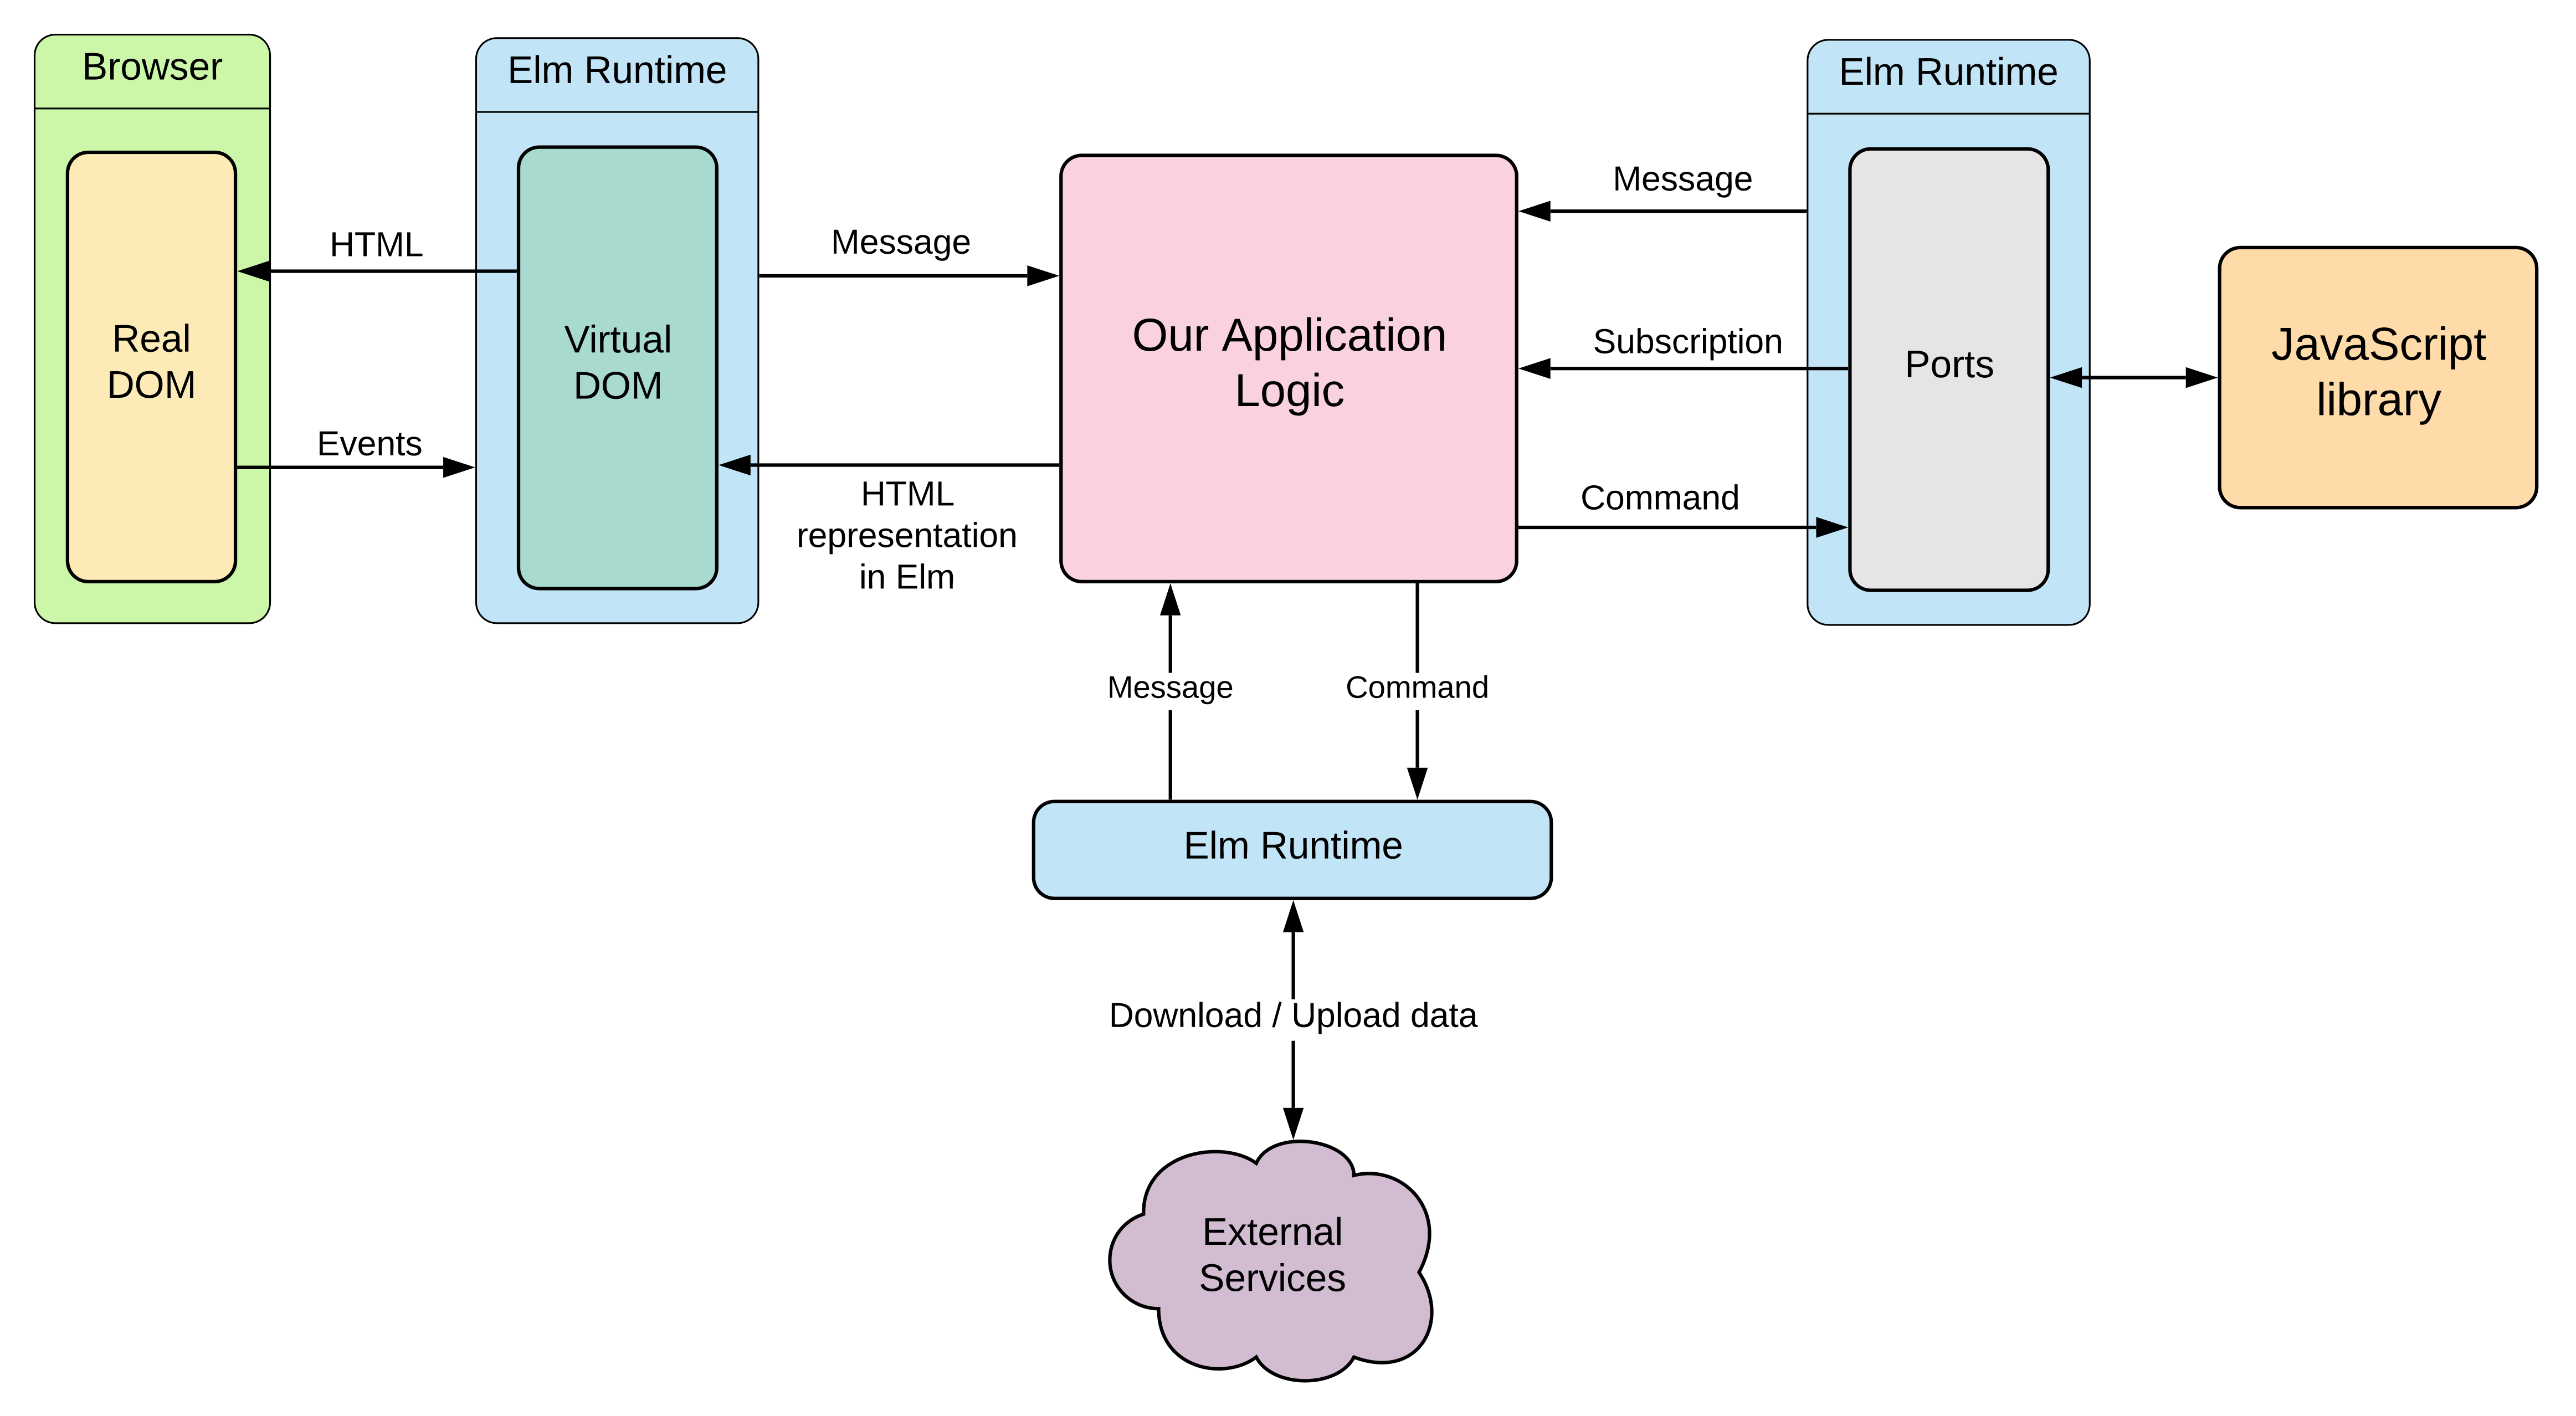 Browser
Elm Runtime
Elm Runtime
Real
DOM
HTML
Events
Virtual
DOM
Message
HTML
representation
in Elm
Our Application
Logic
Message
Subscription
Command
Ports
JavaScript
library
Message
Command
Elm Runtime
Download / Upload data
External
Services